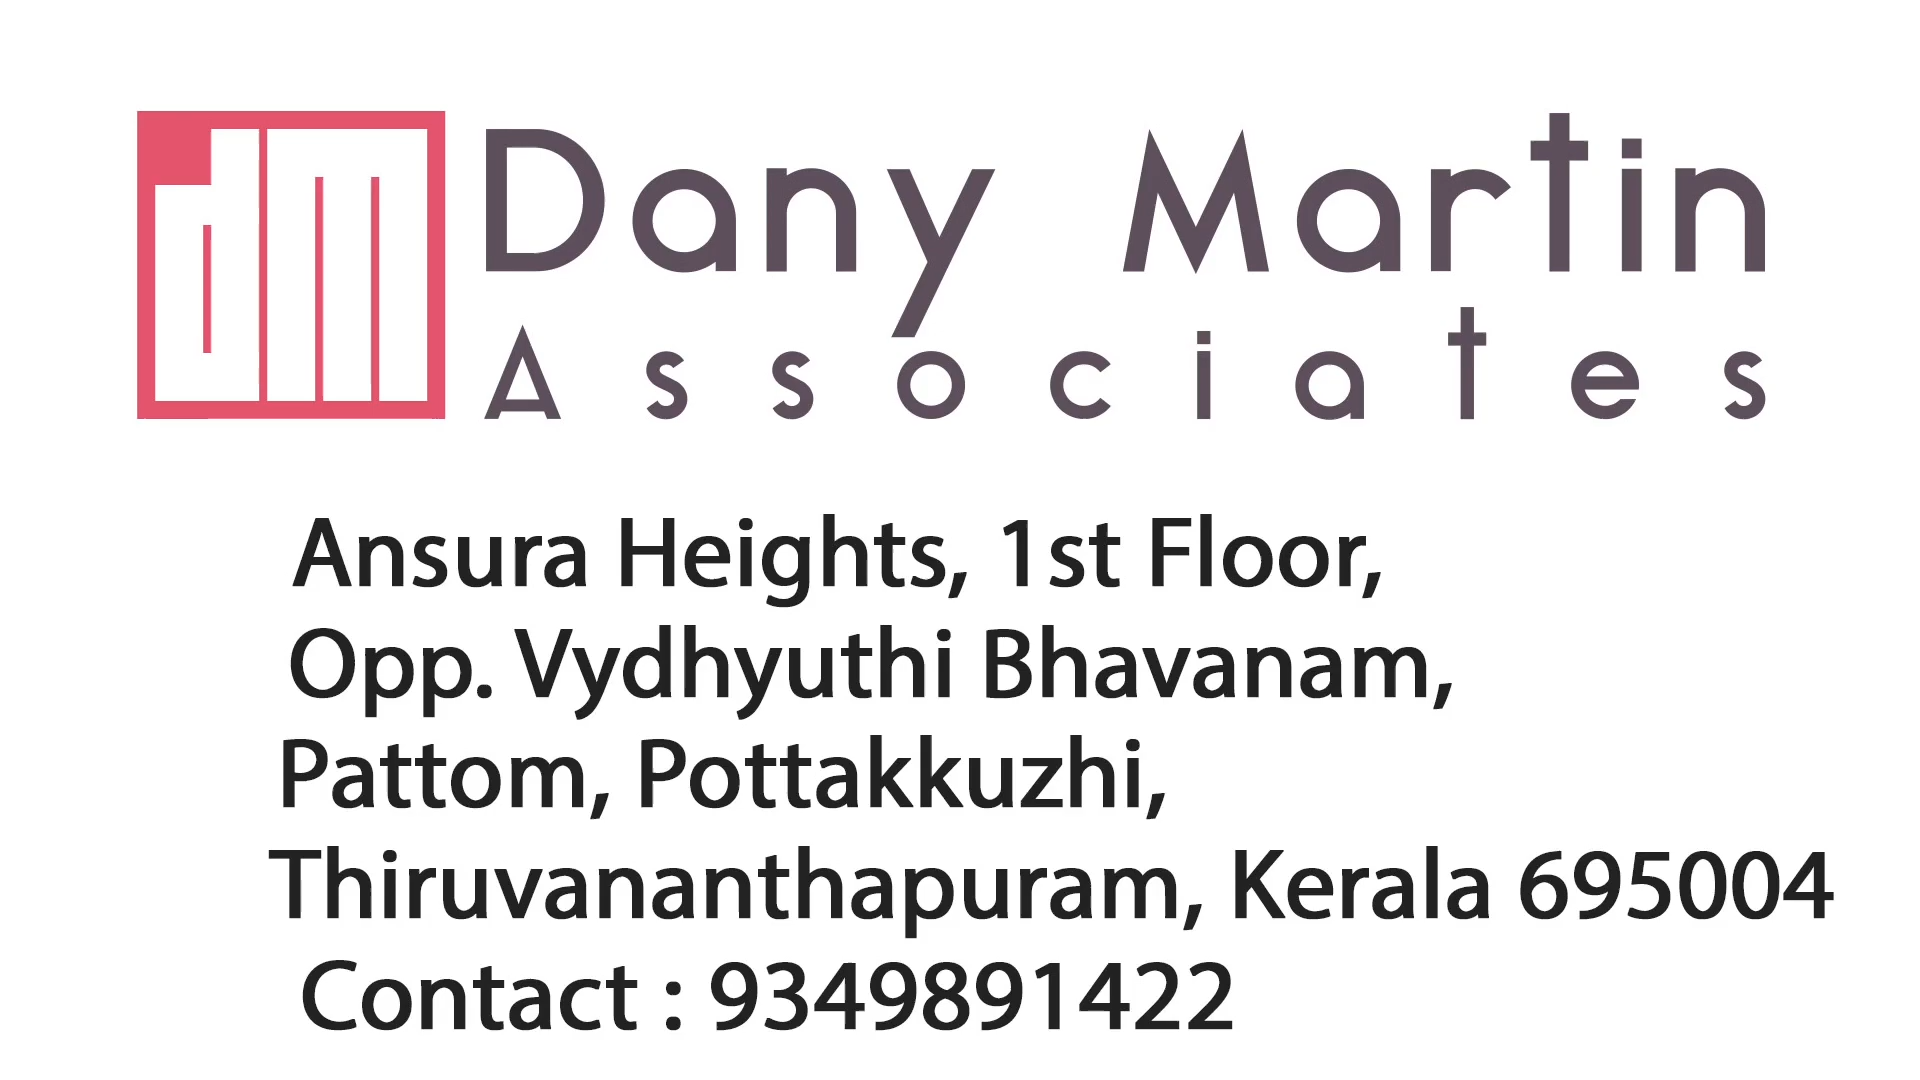 dm
Dany Martin
Associates
Ansura Heights, 1st Floor,
Opp. Vydhyuthi Bhavanam,
Pattom, Pottakkuzhi,
Thiruvananthapuram, Kerala 695004
Contact : 9349891422